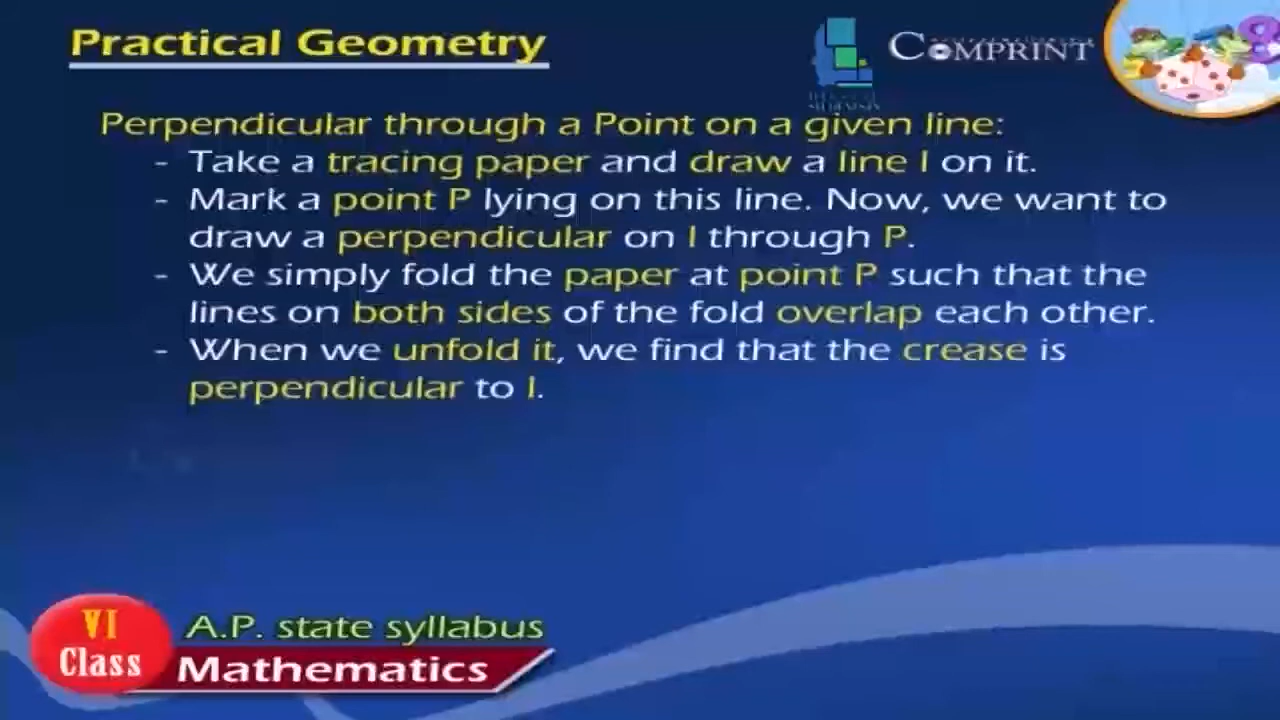 Practical Geometry
COMPRINT
8
Perpendicular through a Point on a given line:
- Take a tracing paper and draw a line l on it.
- Mark a point P lying on this line. Now, we want to
draw a perpendicular on l through P.
- We simply fold the paper at point P such that the
lines on both sides of the fold overlap each other.
- When we unfold it, we find that the crease is
perpendicular to l.
VI
Class
A.P. state syllabus
Mathematics